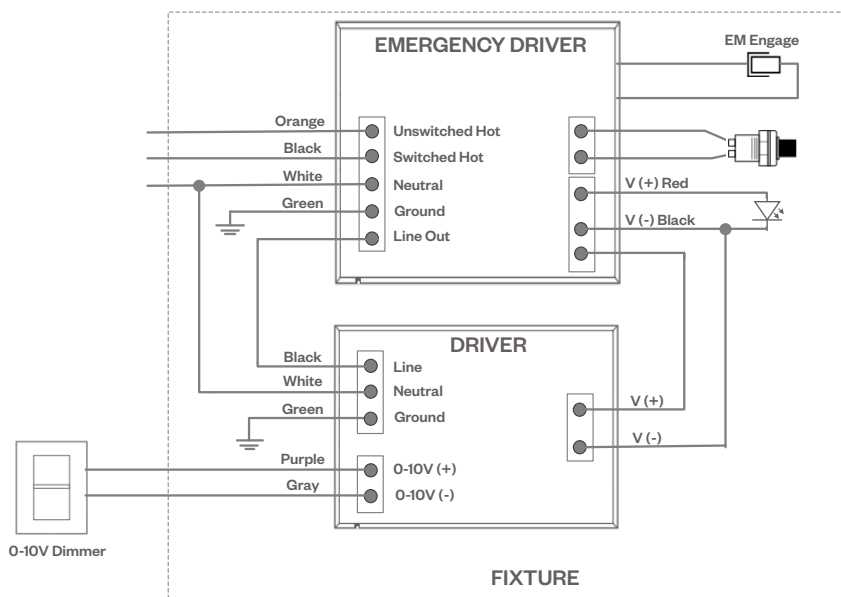 EMERGENCY DRIVER
EM Engage
Orange
Unswitched Hot
Black
Switched Hot
White
Neutral
V (+) Red
Green
Ground
V (-) Black
Line Out
DRIVER
Black
Line
White
Neutral
V (+)
Green
Ground
V (-)
Purple
0-10V (+)
Gray
0-10V (-)
0-10V Dimmer
FIXTURE